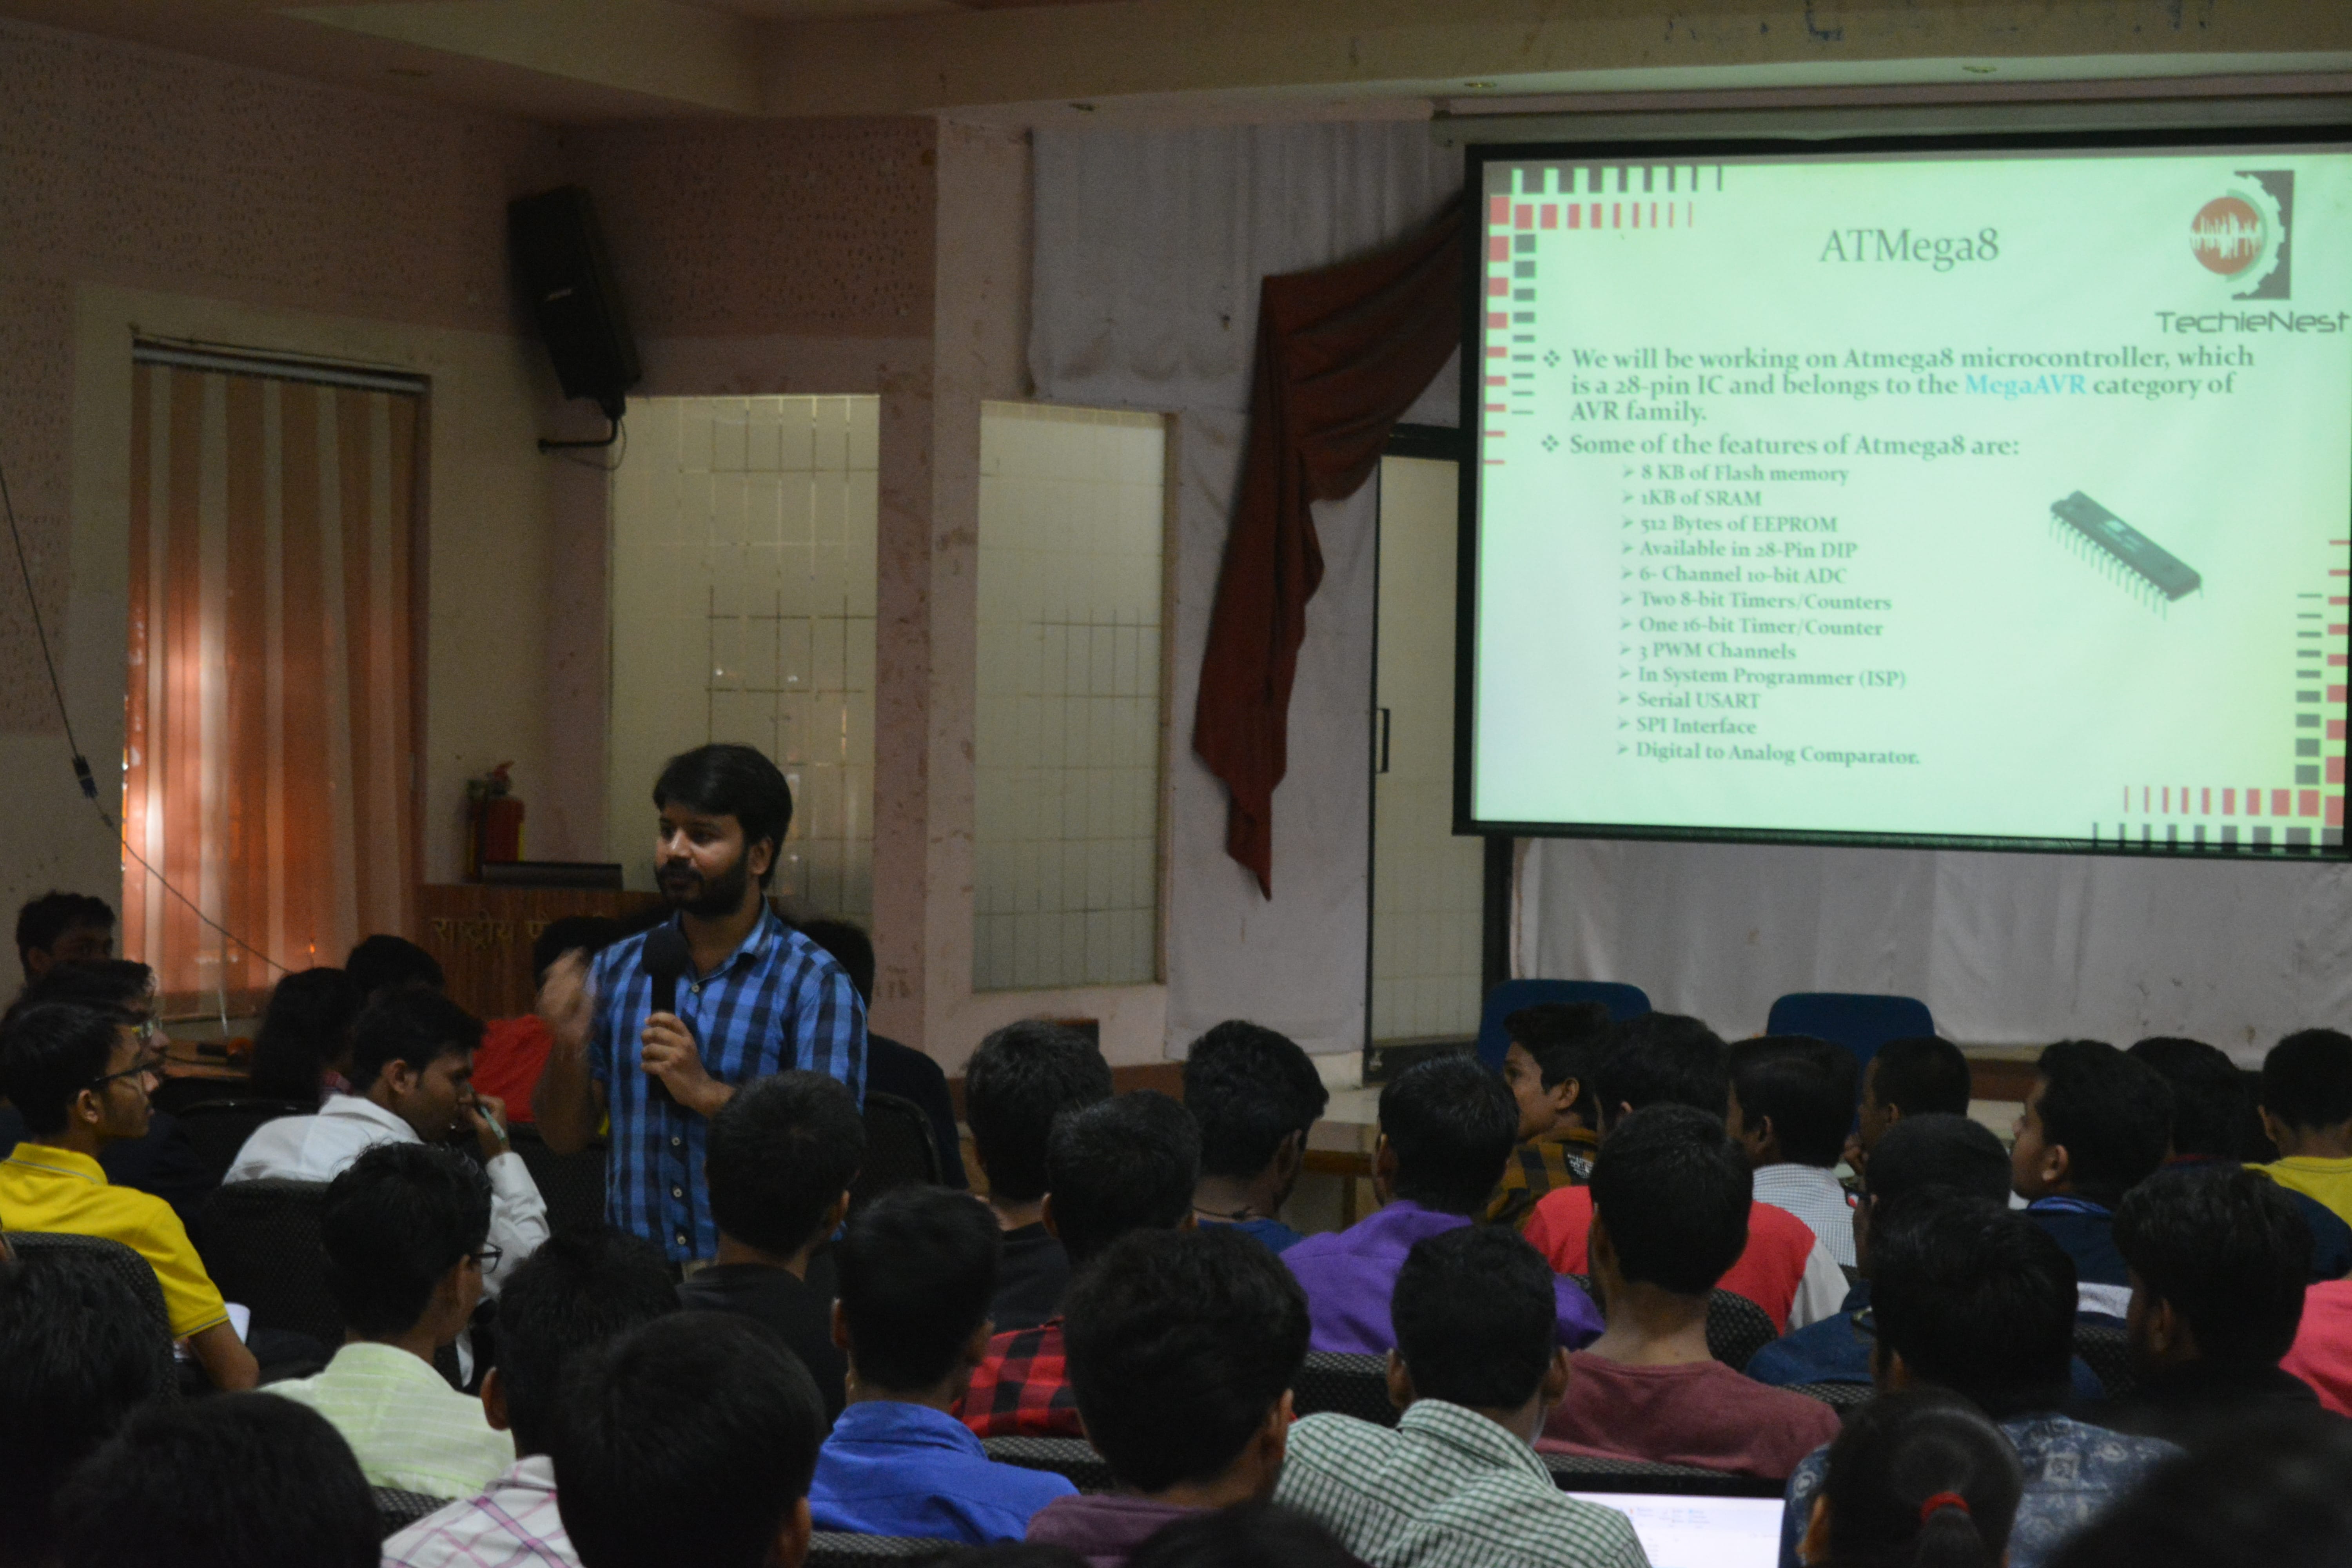 ATMega8
TechieNest
❖ We will be working on Atmega8 microcontroller, which
is a 28-pin IC and belongs to the MegaAVR category of
AVR family.
❖ Some of the features of Atmega8 are:
➢ 8 KB of Flash memory
➢ 1KB of SRAM
➢ 512 Bytes of EEPROM
➢ Available in 28-Pin DIP
➢ 6- Channel 10-bit ADC
➢ Two 8-bit Timers/Counters
➢ One 16-bit Timer/Counter
➢ 3 PWM Channels
➢ In System Programmer (ISP)
➢ Serial USART
➢ SPI Interface
➢ Digital to Analog Comparator.
राष्ट्रीय